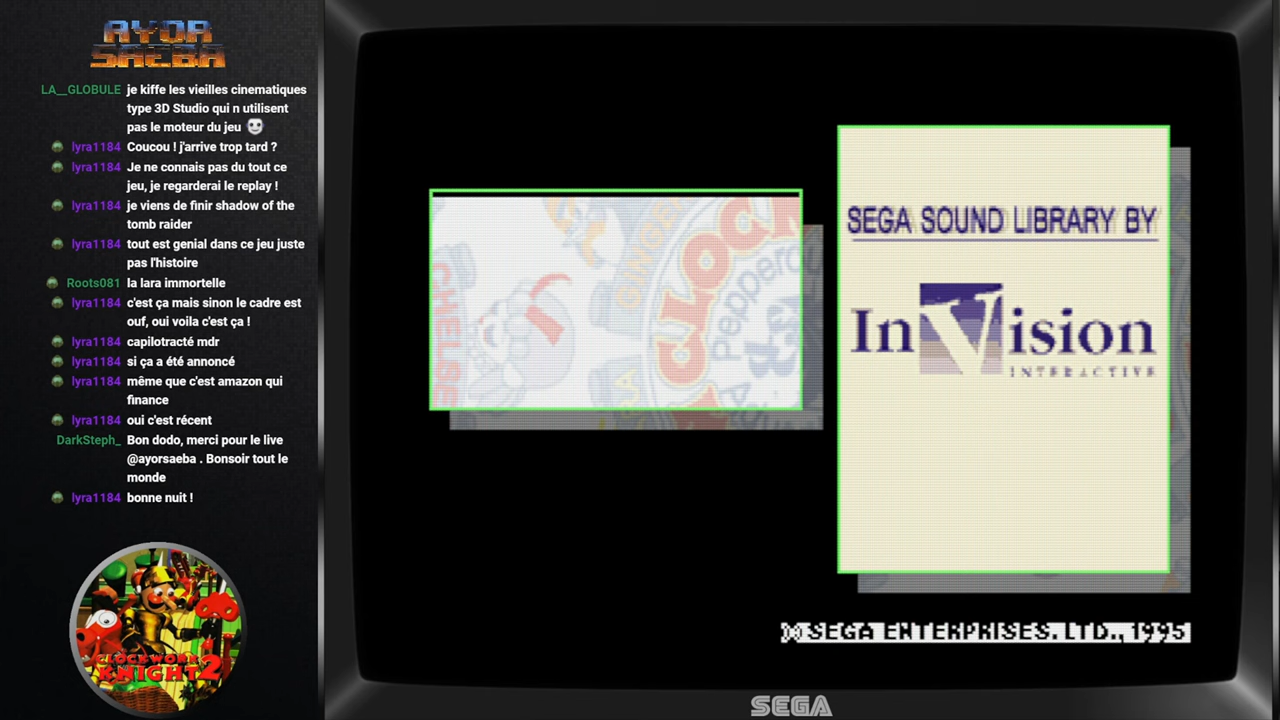 AYOR
SAEBA
LA__GLOBULE je kiffe les vieilles cinematiques
type 3D Studio qui n utilisent
pas le moteur du jeu
lyra1184 Coucou ! j'arrive trop tard ?
lyra1184 Je ne connais pas du tout ce
jeu, je regarderai le replay !
lyra1184 je viens de finir shadow of the
tomb raider
lyra1184 tout est genial dans ce jeu juste
pas l'histoire
Roots081 la lara immortelle
lyra1184 c'est ça mais sinon le cadre est
ouf, oui voila c'est ça !
lyra1184 capilotracté mdr
lyra1184 si ça a été annoncé
lyra1184 même que c'est amazon qui
finance
lyra1184 oui c'est récent
DarkSteph_ Bon dodo, merci pour le live
@ayorsaeba . Bonsoir tout le
monde
lyra1184 bonne nuit !
CLOCKWORK
KNIGHT 2
CLOCK
Pepperou
SEGA SOUND LIBRARY BY
InVision
INTERACTIVE
SEGA ENTERPRISES, LTD., 1995
SEGA